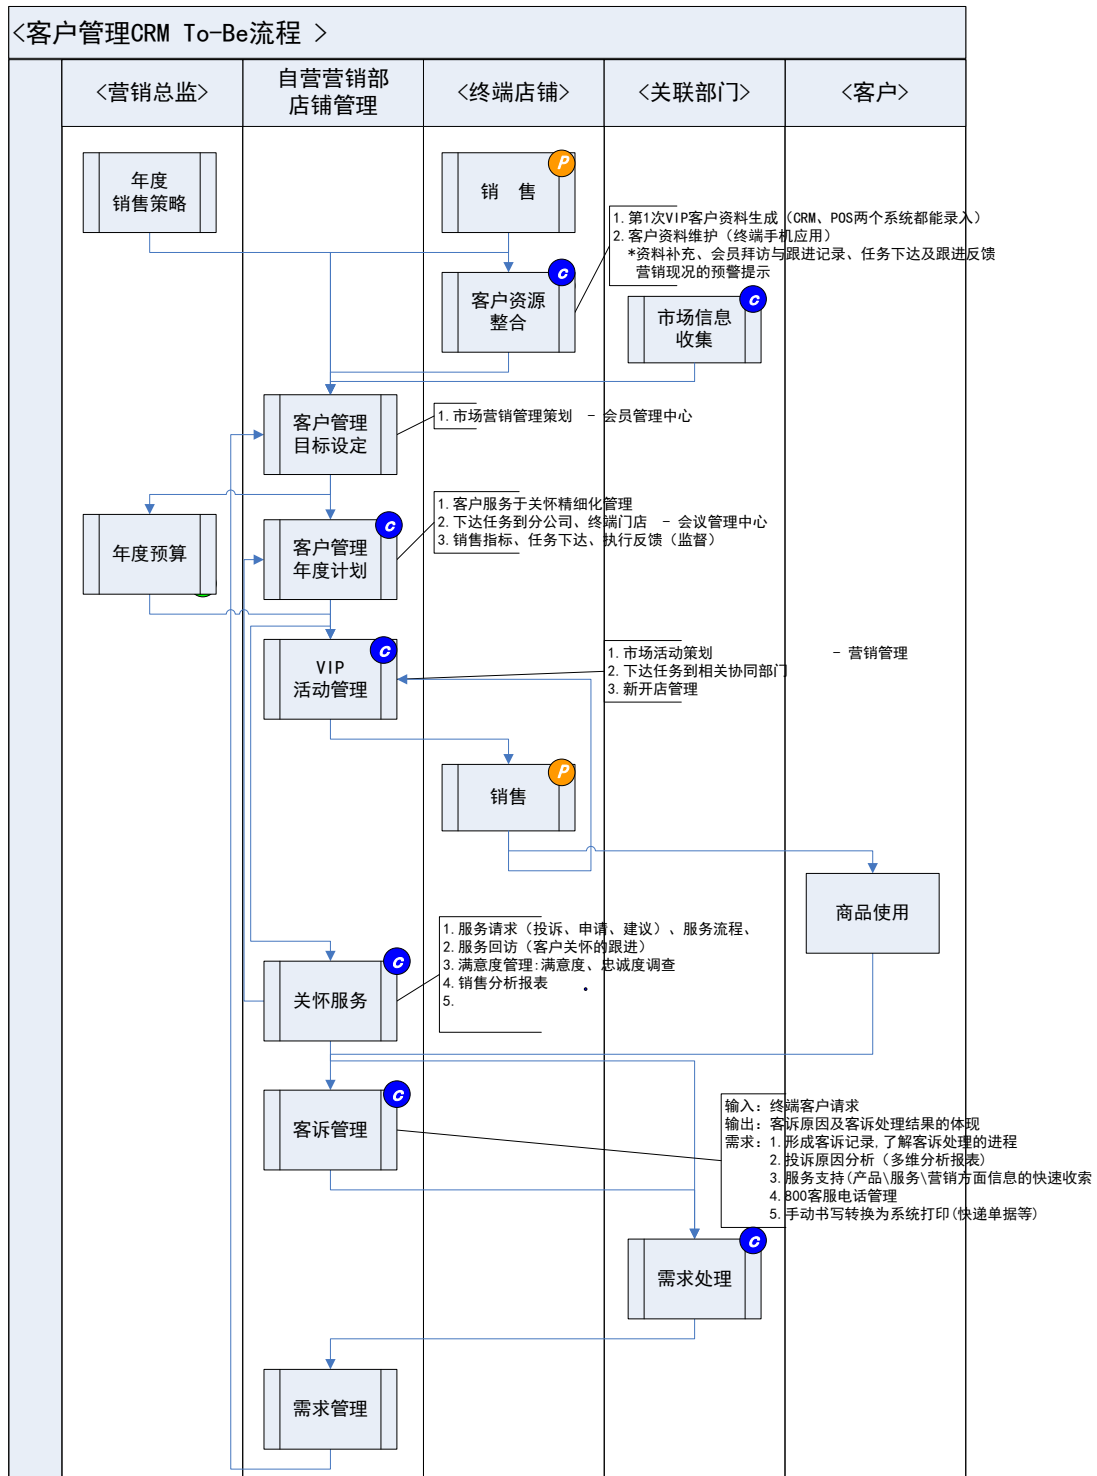 <客户管理CRM To-Be流程 >
<营销总监>
自营营销部
店铺管理
<终端店铺>
<关联部门>
<客户>
年度
销售策略
销 售
P
1.第1次VIP客户资料生成（CRM、POS两个系统都能录入）
2.客户资料维护（终端手机应用）
*资料补充、会员拜访与跟进记录、任务下达及跟进反馈
营销现况的预警提示
客户资源
整合
C
市场信息
收集
C
客户管理
目标设定
1.市场营销管理策划 - 会员管理中心
年度预算
客户管理
年度计划
C
1.客户服务于关怀精细化管理
2.下达任务到分公司、终端门店 - 会议管理中心
3.销售指标、任务下达、执行反馈（监督）
VIP
活动管理
C
1.市场活动策划 - 营销管理
2.下达任务到相关协同部门
3.新开店管理
销售
P
商品使用
关怀服务
C
1.服务请求（投诉、申请、建议）、服务流程、
2.服务回访（客户关怀的跟进）
3.满意度管理:满意度、忠诚度调查
4.销售分析报表
5.
客诉管理
C
输入：终端客户请求
输出：客诉原因及客诉处理结果的体现
需求：1.形成客诉记录,了解客诉处理的进程
2.投诉原因分析（多维分析报表）
3.服务支持(产品\服务\营销方面信息的快速收索
4.800客服电话管理
5.手动书写转换为系统打印(快递单据等)
需求处理
C
需求管理